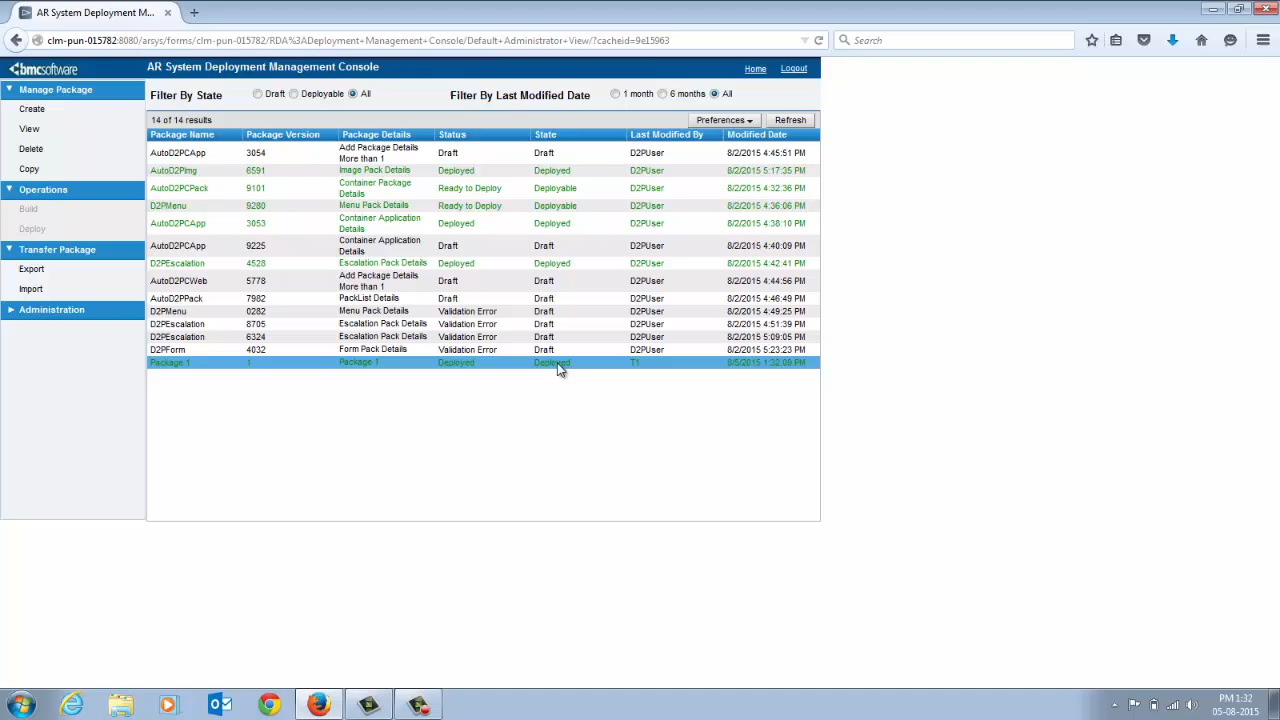 AR System Deployment M...
clm-pun-015782:8080/arsys/forms/clm-pun-015782/RDA%3ADeployment+Management+Console/Default+Administrator+View/?cacheid=9e15963
Search
bmcsoftware
AR System Deployment Management Console
Home
Logout
Manage Package
Create
View
Delete
Copy
Operations
Build
Deploy
Transfer Package
Export
Import
Administration
Filter By State
Draft
Deployable
All
Filter By Last Modified Date
1 month
6 months
All
14 of 14 results
Preferences
Refresh
Package Name Package Version Package Details Status State Last Modified By Modified Date
AutoD2PCApp 3054 Add Package Details More than 1 Draft Draft D2PUser 8/2/2015 4:45:51 PM
AutoD2PImg 6591 Image Pack Details Deployed Deployed D2PUser 8/2/2015 5:17:35 PM
AutoD2PCPack 9101 Container Package Details Ready to Deploy Deployable D2PUser 8/2/2015 4:32:36 PM
D2PMenu 9280 Menu Pack Details Ready to Deploy Deployable D2PUser 8/2/2015 4:36:06 PM
AutoD2PCApp 3053 Container Application Details Deployed Deployed D2PUser 8/2/2015 4:38:10 PM
AutoD2PCApp 9225 Container Application Details Draft Draft D2PUser 8/2/2015 4:40:09 PM
D2PEscalation 4528 Escalation Pack Details Deployed Deployed D2PUser 8/2/2015 4:42:41 PM
AutoD2PCWeb 5778 Add Package Details More than 1 Draft Draft D2PUser 8/2/2015 4:44:56 PM
AutoD2PPack 7982 PackList Details Draft Draft D2PUser 8/2/2015 4:46:49 PM
D2PMenu 0282 Menu Pack Details Validation Error Draft D2PUser 8/2/2015 4:49:25 PM
D2PEscalation 8705 Escalation Pack Details Validation Error Draft D2PUser 8/2/2015 4:51:39 PM
D2PEscalation 6324 Escalation Pack Details Validation Error Draft D2PUser 8/2/2015 5:09:05 PM
D2PForm 4032 Form Pack Details Validation Error Draft D2PUser 8/2/2015 5:23:23 PM
Package 1 1 Package 1 Deployed Deployed T1 8/5/2015 1:32:09 PM
PM 1:32
05-08-2015